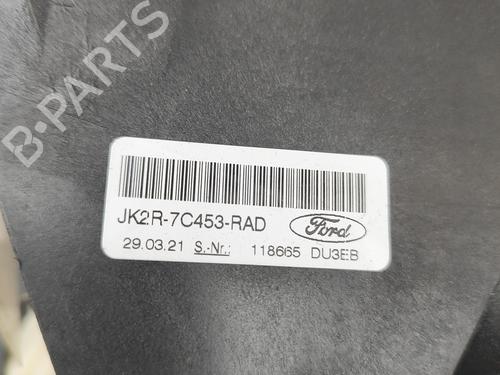 B-PARTS
JK2R-7C453-RAD
Ford
29.03.21 S.-Nr.: 118665 DU3EB